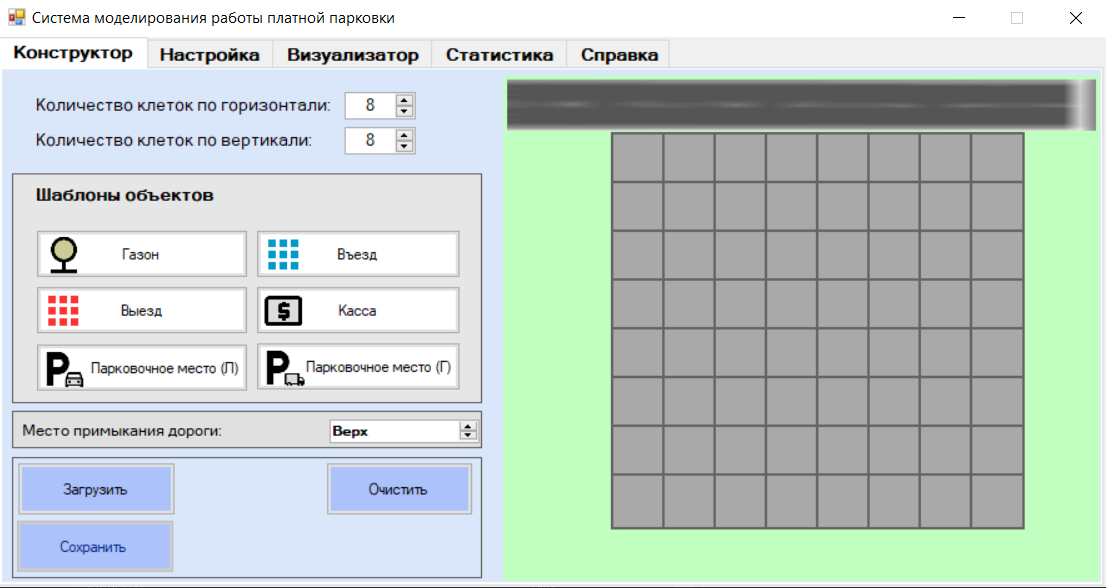 Система моделирования работы платной парковки
Конструктор Настройка Визуализатор Статистика Справка
Количество клеток по горизонтали: 8
Количество клеток по вертикали: 8
Шаблоны объектов
Газон Въезд
Выезд $ Касса
P Парковочное место (Л) P Парковочное место (Г)
Место примыкания дороги: Верх
Загрузить Очистить
Сохранить